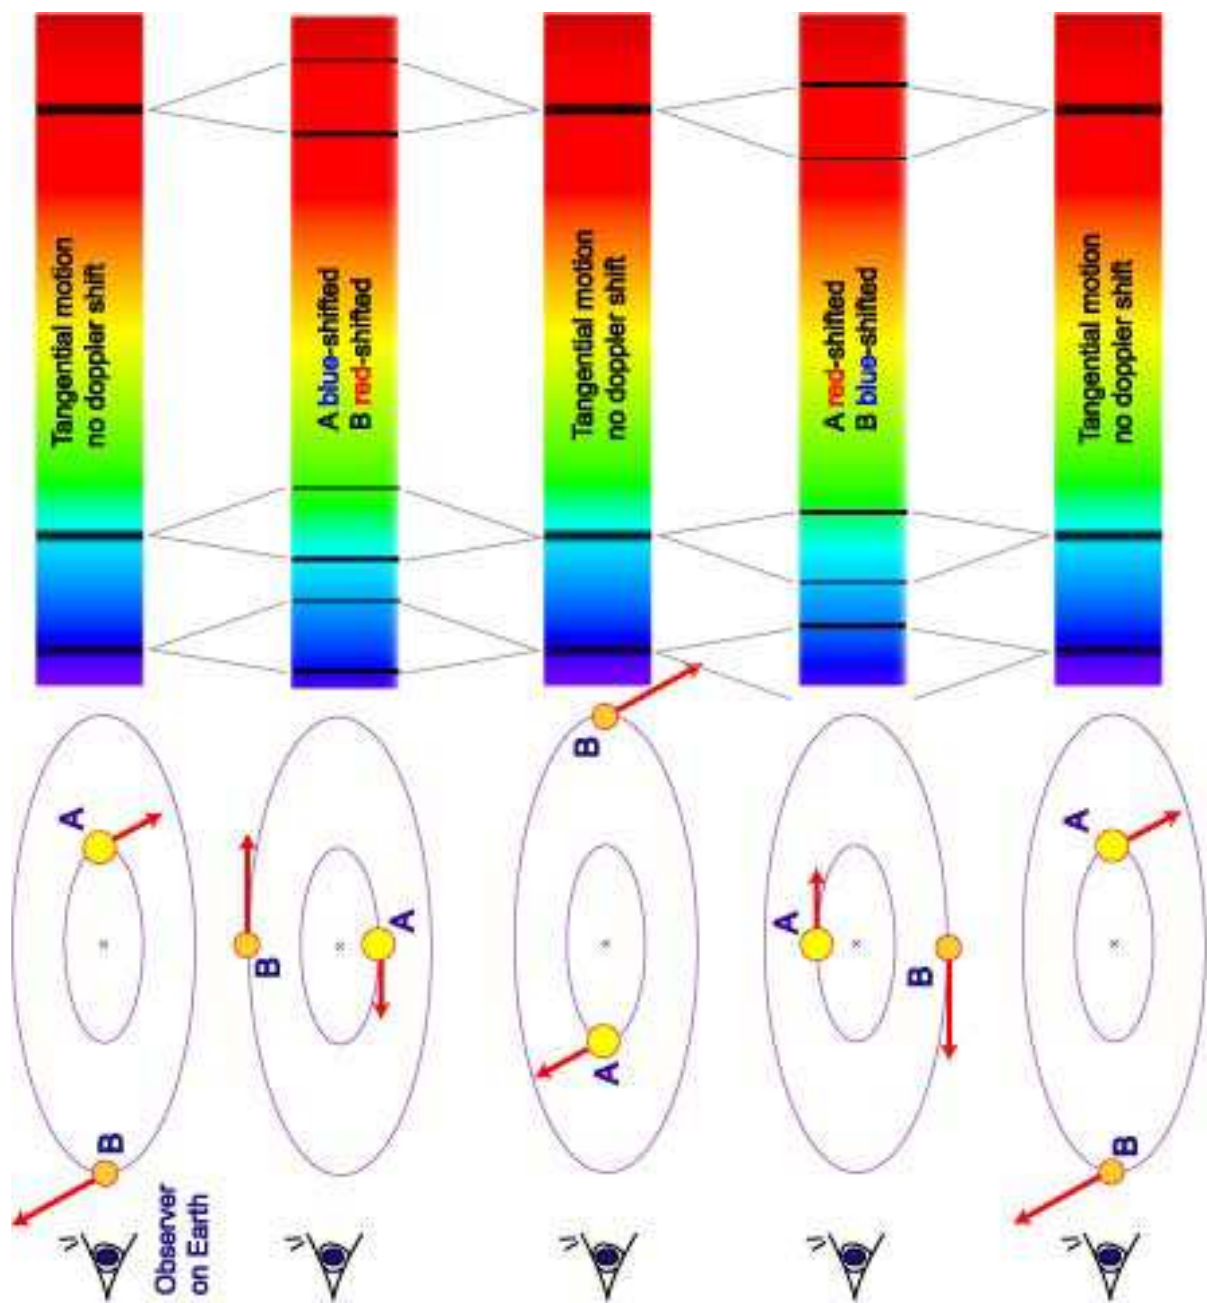 B
A
Tangential motion
no doppler shift
Observer
on Earth
B
A
A blue-shifted
B red-shifted
A
B
Tangential motion
no doppler shift
A
B
A red-shifted
B blue-shifted
B
A
Tangential motion
no doppler shift